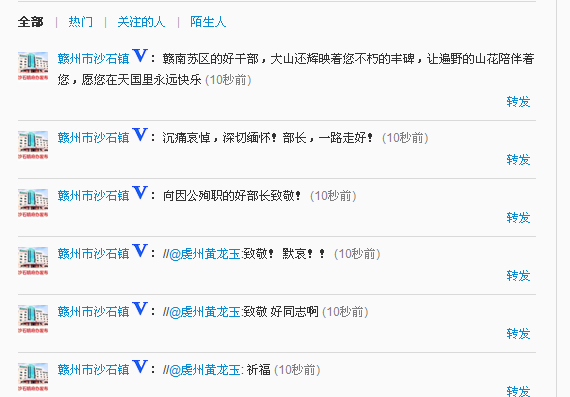 全部 | 热门 | 关注的人 | 陌生人
赣州市沙石镇 V：赣南苏区的好干部，大山还辉映着您不朽的丰碑，让遍野的山花陪伴着
您，愿您在天国里永远快乐 (10秒前)
转发
赣州市沙石镇 V：沉痛哀悼，深切缅怀！部长，一路走好！ (10秒前)
转发
赣州市沙石镇 V：向因公殉职的好部长致敬！ (10秒前)
转发
赣州市沙石镇 V：//@虔州黄龙玉:致敬！ 默哀！！ (10秒前)
转发
赣州市沙石镇 V：//@虔州黄龙玉:致敬 好同志啊 (10秒前)
转发
赣州市沙石镇 V：//@虔州黄龙玉: 祈福 (10秒前)
转发